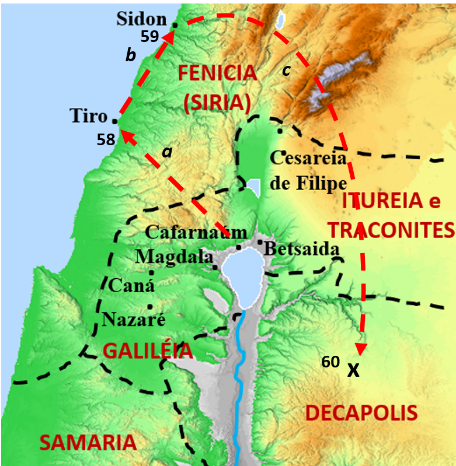 Sidon
59
b
FENICIA
(SIRIA)
c
Tiro
58
a
Cesareia
de Filipe
ITUREIA e
TRACONITES
Cafarnaúm
Betsaida
Magdala
Caná
Nazaré
GALILÉIA
60
X
DECAPOLIS
SAMARIA